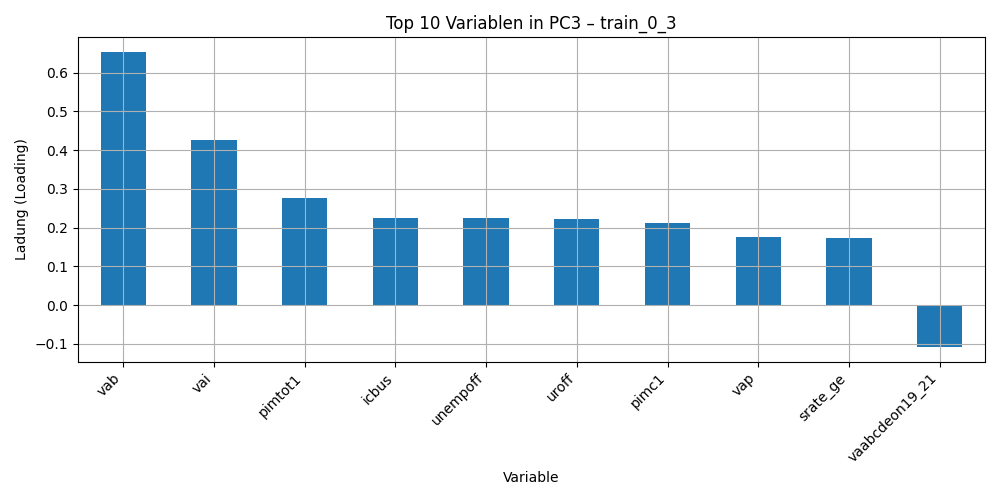 Top 10 Variablen in PC3 – train_0_3
Ladung (Loading)
0.6
0.5
0.4
0.3
0.2
0.1
0.0
−0.1
vab
vai
pimtot1
icbus
unempoff
uroff
pimc1
vap
srate_ge
vaabcdeon19_21
Variable